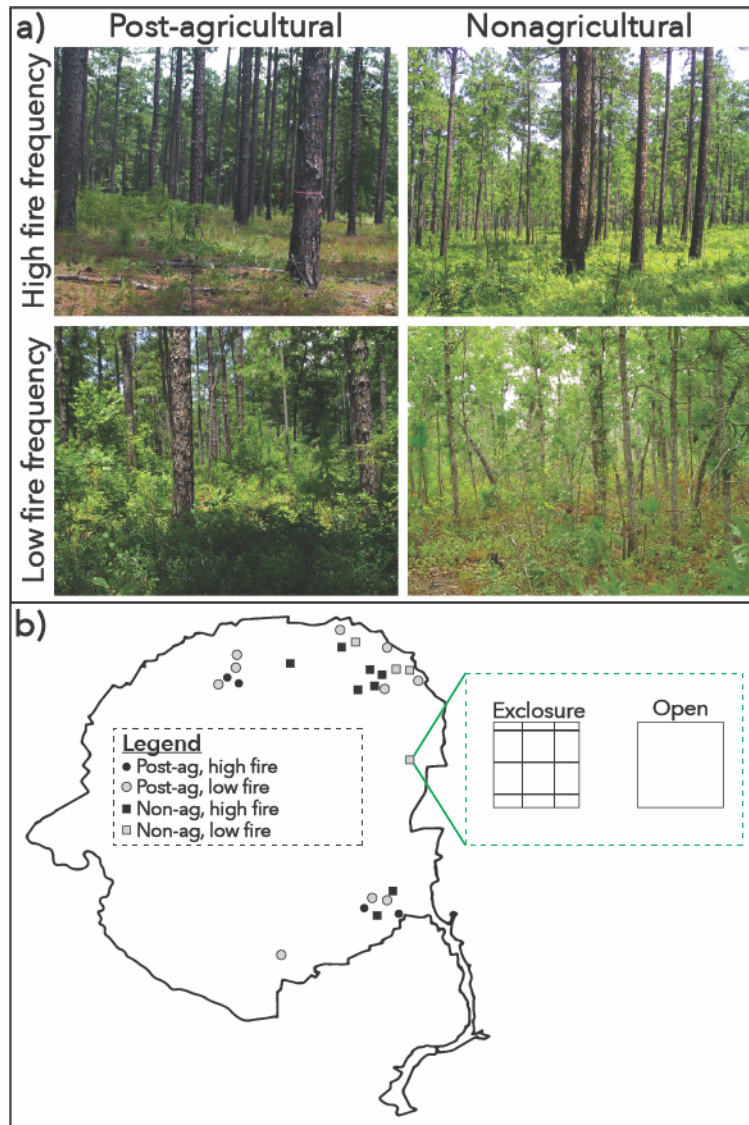 a)
Post-agricultural
Nonagricultural
High fire frequency
Low fire frequency
b)
Exclosure
Open
Legend
Post-ag, high fire
Post-ag, low fire
Non-ag, high fire
Non-ag, low fire